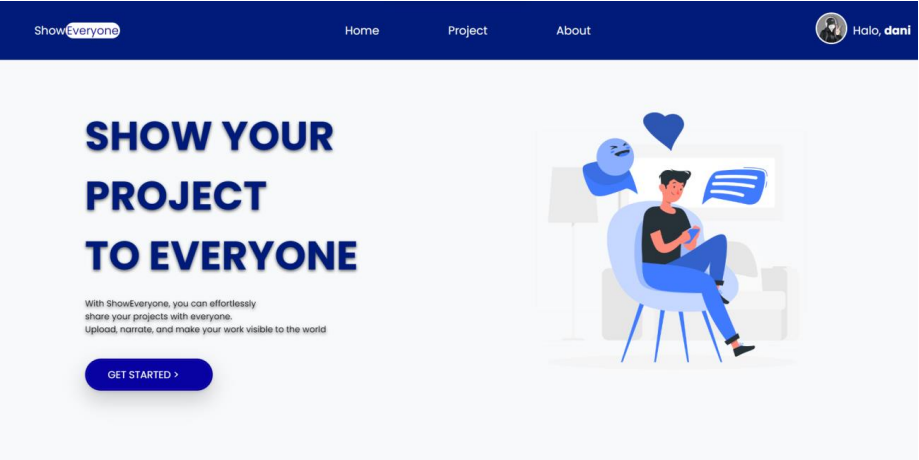 ShowEveryone
Home
Project
About
Halo, dani
SHOW YOUR
PROJECT
TO EVERYONE
With ShowEveryone, you can effortlessly
share your projects with everyone.
Upload, narrate, and make your work visible to the world
GET STARTED >